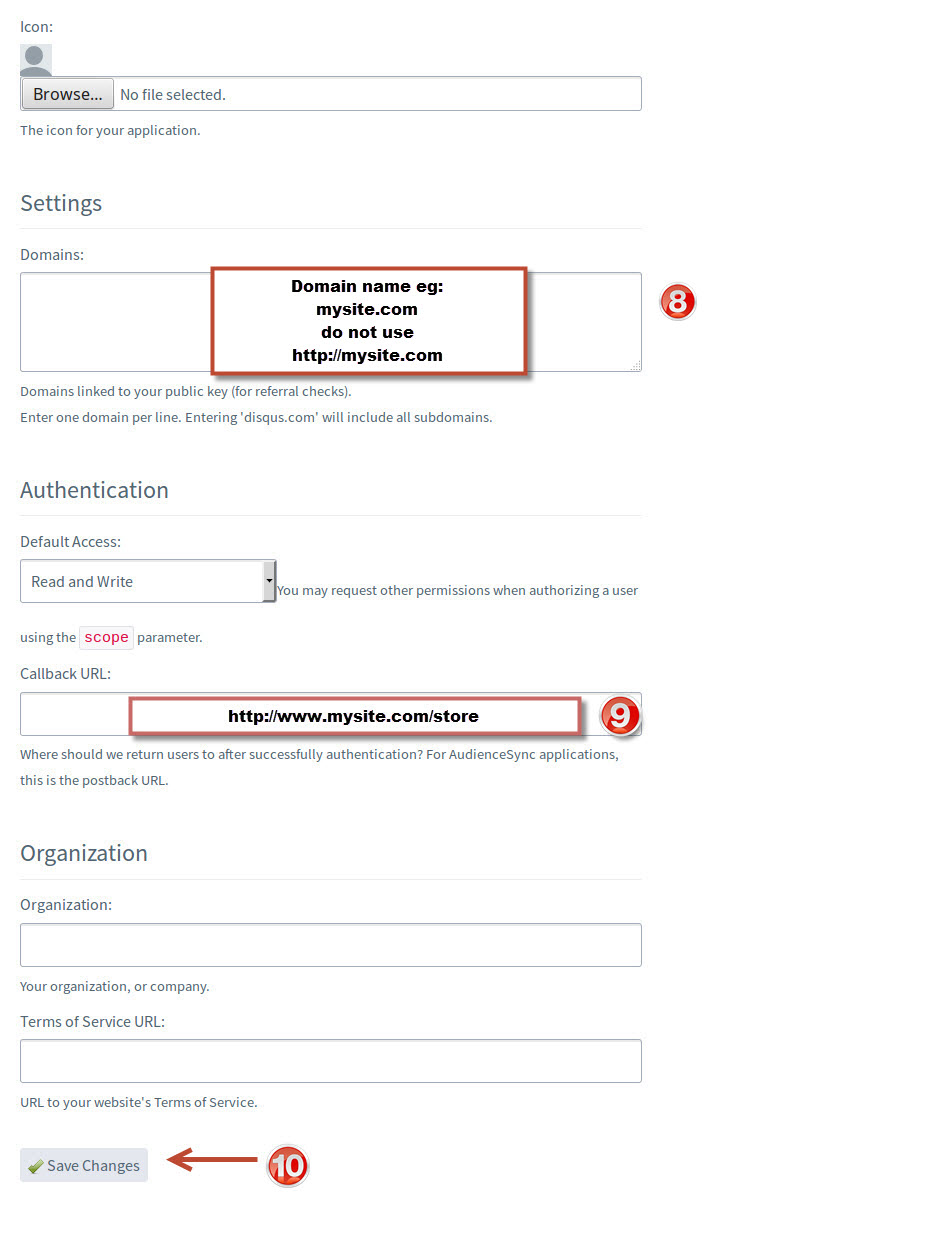 Icon:
Browse... No file selected.
The icon for your application.
Settings
Domains:
Domain name eg:
mysite.com
do not use
http://mysite.com
8
Domains linked to your public key (for referral checks).
Enter one domain per line. Entering 'disqus.com' will include all subdomains.
Authentication
Default Access:
Read and Write
You may request other permissions when authorizing a user
using the scope parameter.
Callback URL:
http://www.mysite.com/store
9
Where should we return users to after successfully authentication? For AudienceSync applications,
this is the postback URL.
Organization
Organization:
Your organization, or company.
Terms of Service URL:
URL to your website's Terms of Service.
Save Changes
10